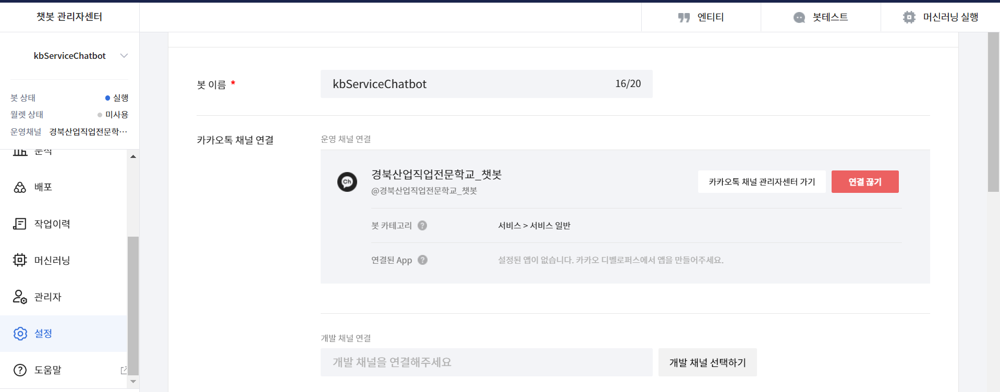 챗봇 관리자센터
엔티티
봇테스트
머신러닝 실행
kbServiceChatbot
봇 상태 실행
월렛 상태 미사용
운영채널 경북산업직업전문학···
분석
배포
작업이력
머신러닝
관리자
설정
도움말
봇 이름 *
kbServiceChatbot 16/20
카카오톡 채널 연결
운영 채널 연결
Ch
경북산업직업전문학교_챗봇
@경북산업직업전문학교_챗봇
카카오톡 채널 관리자센터 가기
연결 끊기
봇 카테고리 ?
서비스 > 서비스 일반
연결된 App ?
설정된 앱이 없습니다. 카카오 디벨로퍼스에서 앱을 만들어주세요.
개발 채널 연결
개발 채널을 연결해주세요
개발 채널 선택하기